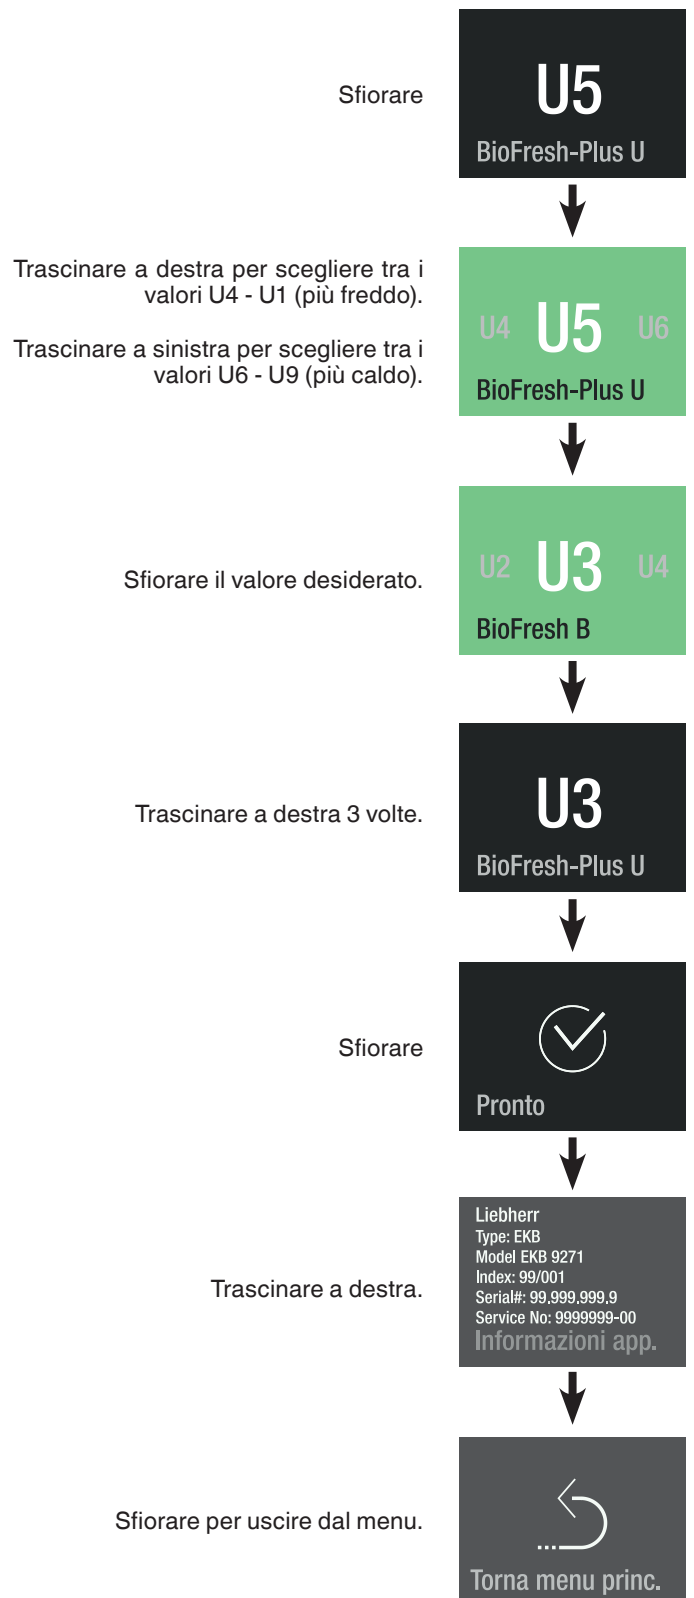 Sfiorare
U5
BioFresh-Plus U
Trascinare a destra per scegliere tra i
valori U4 - U1 (più freddo).
Trascinare a sinistra per scegliere tra i
valori U6 - U9 (più caldo).
U4 U5 U6
BioFresh-Plus U
Sfiorare il valore desiderato.
U2 U3 U4
BioFresh B
Trascinare a destra 3 volte.
U3
BioFresh-Plus U
Sfiorare
Pronto
Trascinare a destra.
Liebherr
Type: EKB
Model EKB 9271
Index: 99/001
Serial#: 99.999.999.9
Service No: 9999999-00
Informazioni app.
Sfiorare per uscire dal menu.
Torna menu princ.